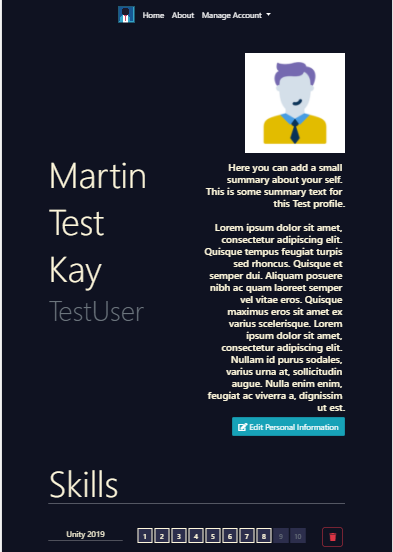 Home About Manage Account
Martin
Test
Kay
TestUser
Here you can add a small
summary about your self.
This is some summary text for
this Test profile.
Lorem ipsum dolor sit amet,
consectetur adipiscing elit.
Quisque tempus feugiat turpis
sed rhoncus. Quisque et
semper dui. Aliquam posuere
nibh ac quam laoreet semper
vel vitae eros. Quisque
maximus eros sit amet ex
varius scelerisque. Lorem
ipsum dolor sit amet,
consectetur adipiscing elit.
Nullam id purus sodales,
varius urna at, sollicitudin
augue. Nulla enim enim,
feugiat ac viverra a, dignissim
ut est.
Edit Personal Information
Skills
Unity 2019 1 2 3 4 5 6 7 8 9 10